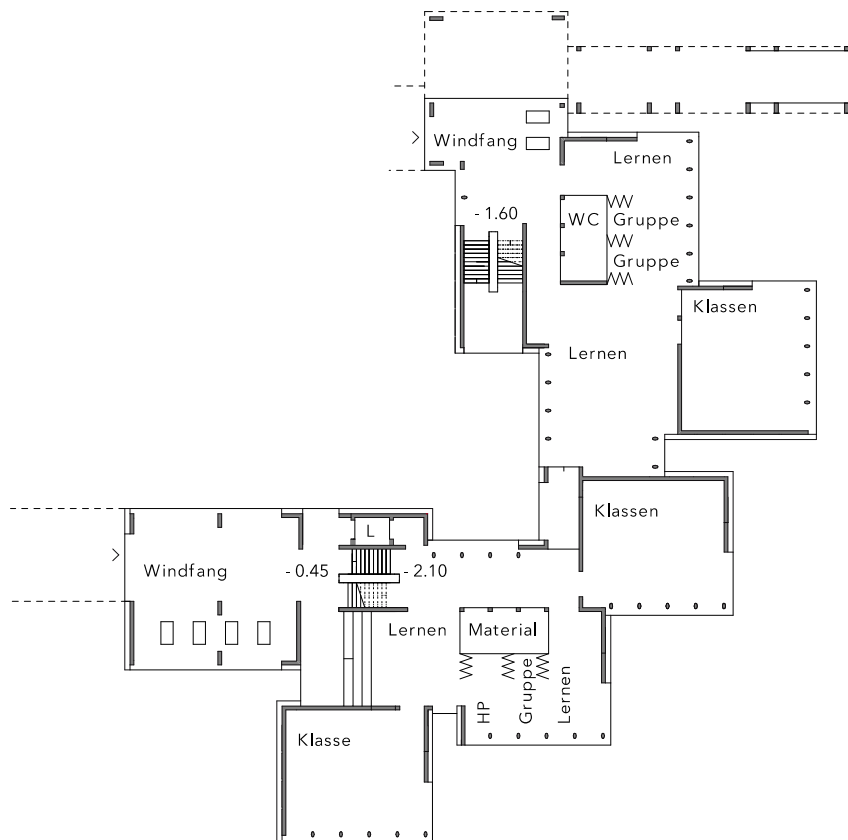 Windfang
Lernen
- 1.60
WC Gruppe
Gruppe
Klassen
Lernen
Klassen
L
Windfang
- 0.45
- 2.10
Lernen
Material
HP
Gruppe
Lernen
Klasse